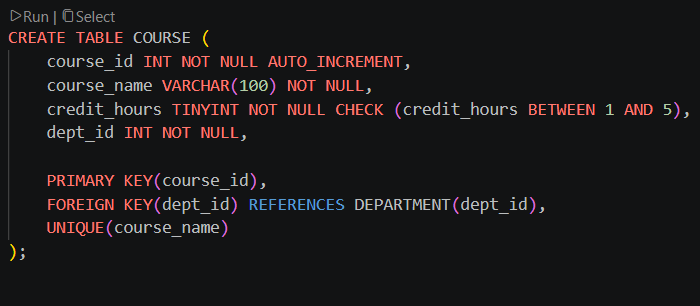 Run | Select
CREATE TABLE COURSE (
course_id INT NOT NULL AUTO_INCREMENT,
course_name VARCHAR(100) NOT NULL,
credit_hours TINYINT NOT NULL CHECK (credit_hours BETWEEN 1 AND 5),
dept_id INT NOT NULL,
PRIMARY KEY(course_id),
FOREIGN KEY(dept_id) REFERENCES DEPARTMENT(dept_id),
UNIQUE(course_name)
);